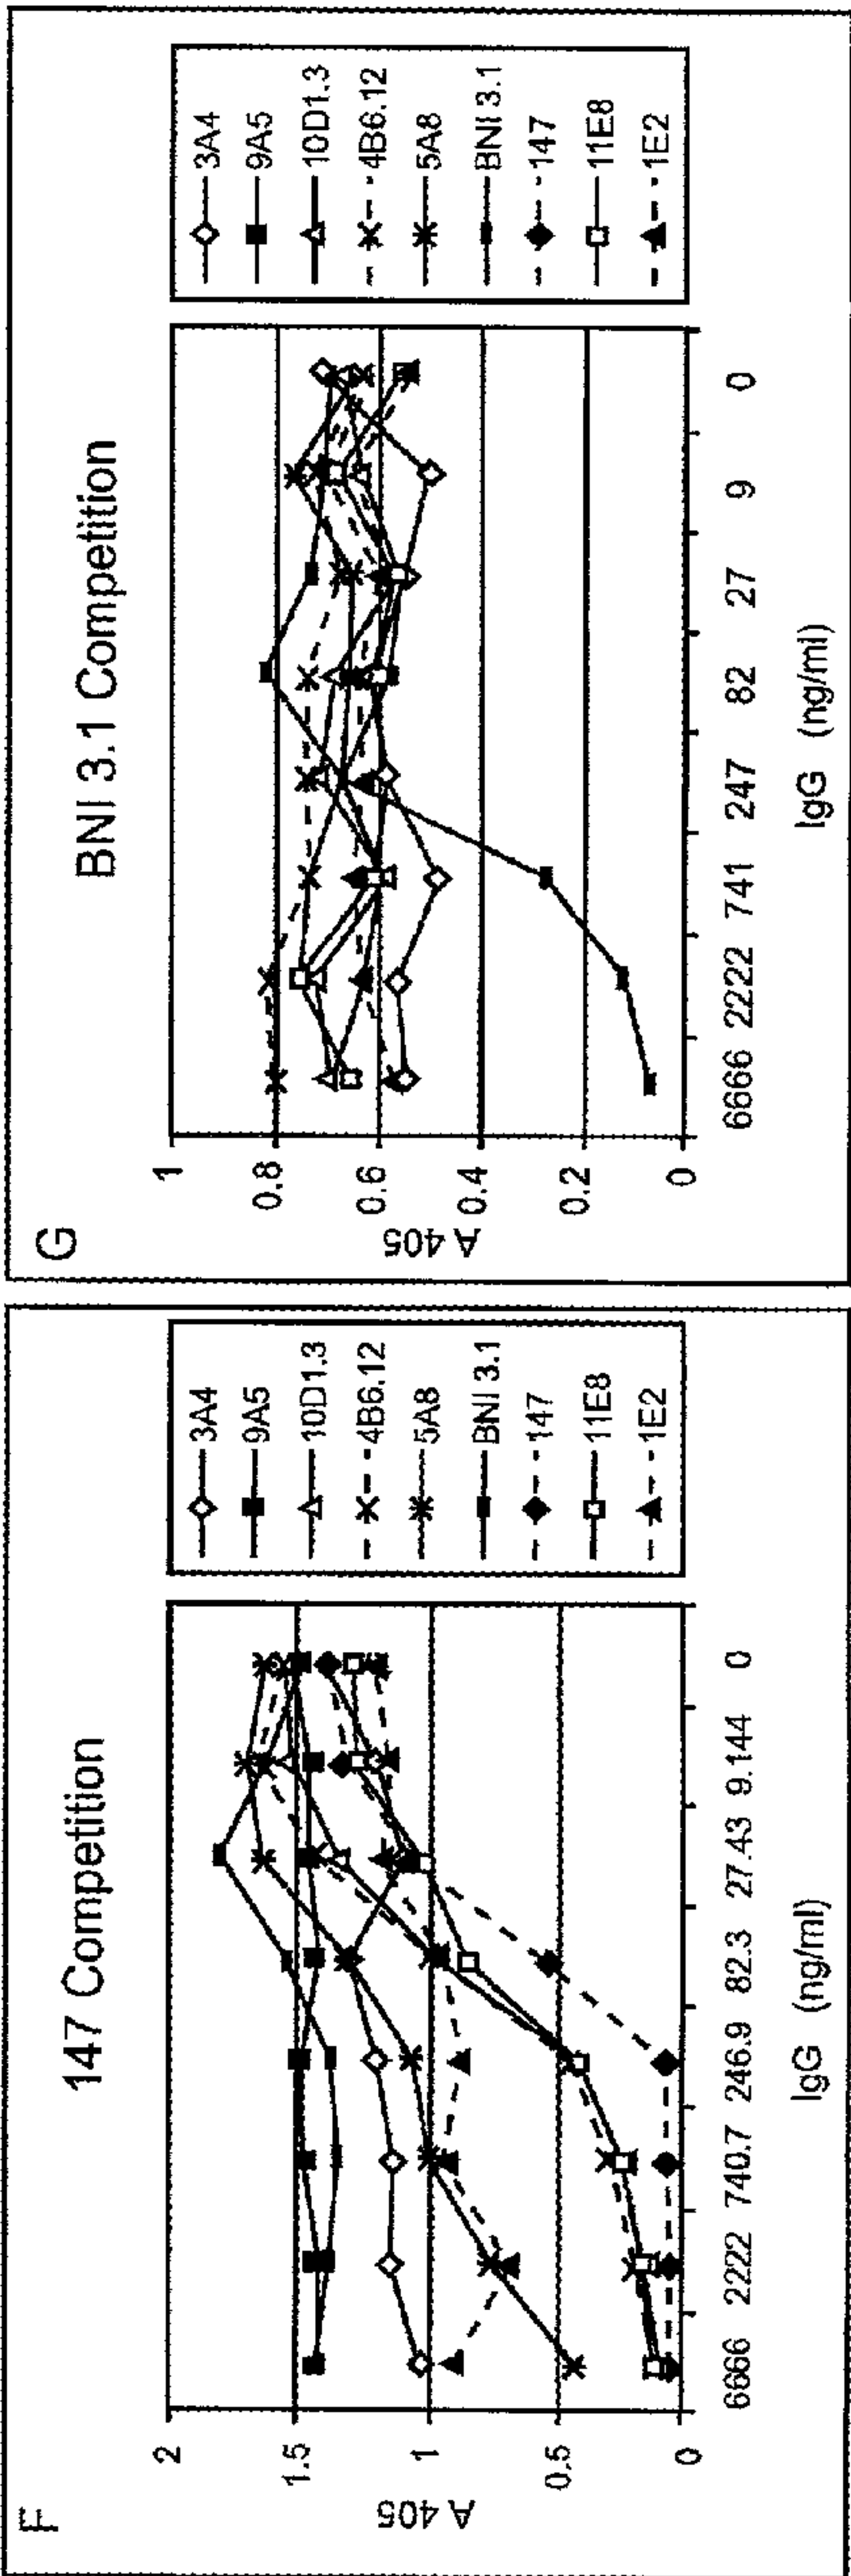 F
147 Competition
2
1.5
1
0.5
0
A 405
6666 2222 740.7 246.9 82.3 27.43 9.144 0
IgG (ng/ml)
3A4
9A5
10D1.3
4B6.12
5A8
BNI 3.1
147
11E8
1E2
G
BNI 3.1 Competition
1
0.8
0.6
0.4
0.2
0
A 405
6666 2222 741 247 82 27 9 0
IgG (ng/ml)
3A4
9A5
10D1.3
4B6.12
5A8
BNI 3.1
147
11E8
1E2